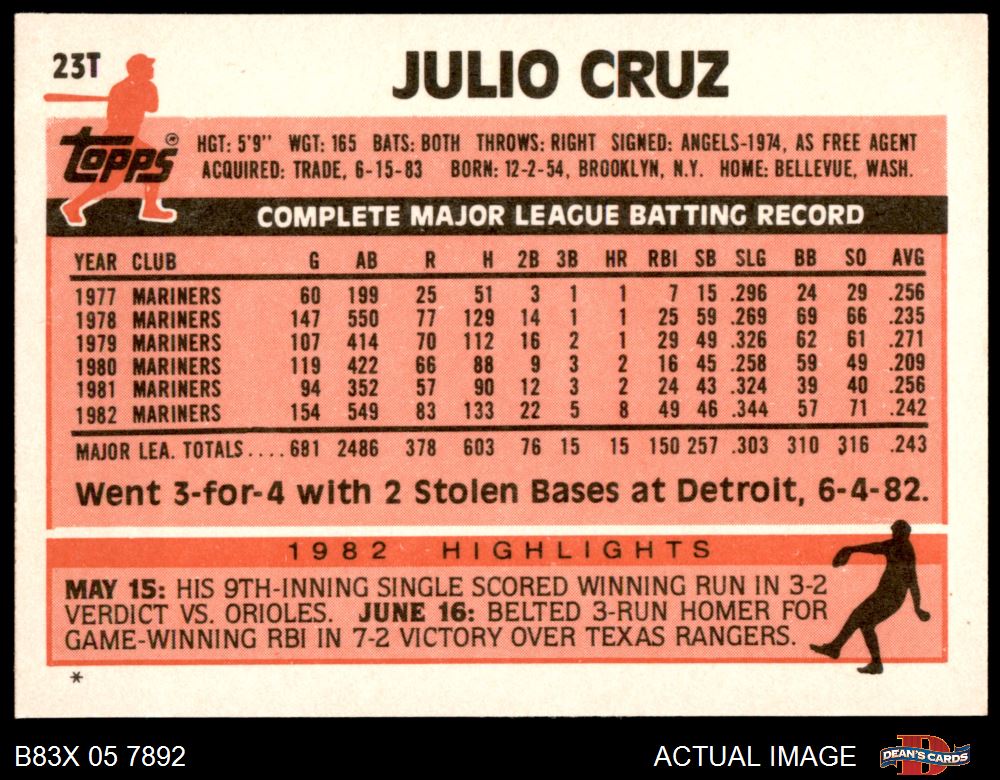 23T
JULIO CRUZ
Topps®
HGT: 5'9" WGT: 165 BATS: BOTH THROWS: RIGHT SIGNED: ANGELS-1974, AS FREE AGENT
ACQUIRED: TRADE, 6-15-83 BORN: 12-2-54, BROOKLYN, N.Y. HOME: BELLEVUE, WASH.
COMPLETE MAJOR LEAGUE BATTING RECORD
YEAR CLUB G AB R H 2B 3B HR RBI SB SLG BB SO AVG
1977 MARINERS 60 199 25 51 3 1 1 7 15 .296 24 29 .256
1978 MARINERS 147 550 77 129 14 1 1 25 59 .269 69 66 .235
1979 MARINERS 107 414 70 112 16 2 1 29 49 .326 62 61 .271
1980 MARINERS 119 422 66 88 9 3 2 16 45 .258 59 49 .209
1981 MARINERS 94 352 57 90 12 3 2 24 43 .324 39 40 .256
1982 MARINERS 154 549 83 133 22 5 8 49 46 .344 57 71 .242
MAJOR LEA. TOTALS.... 681 2486 378 603 76 15 15 150 257 .303 310 316 .243
Went 3-for-4 with 2 Stolen Bases at Detroit, 6-4-82.
1982 HIGHLIGHTS
MAY 15: HIS 9TH-INNING SINGLE SCORED WINNING RUN IN 3-2
VERDICT VS. ORIOLES. JUNE 16: BELTED 3-RUN HOMER FOR
GAME-WINNING RBI IN 7-2 VICTORY OVER TEXAS RANGERS.
*
B83X 05 7892
ACTUAL IMAGE
DEAN'S CARDS